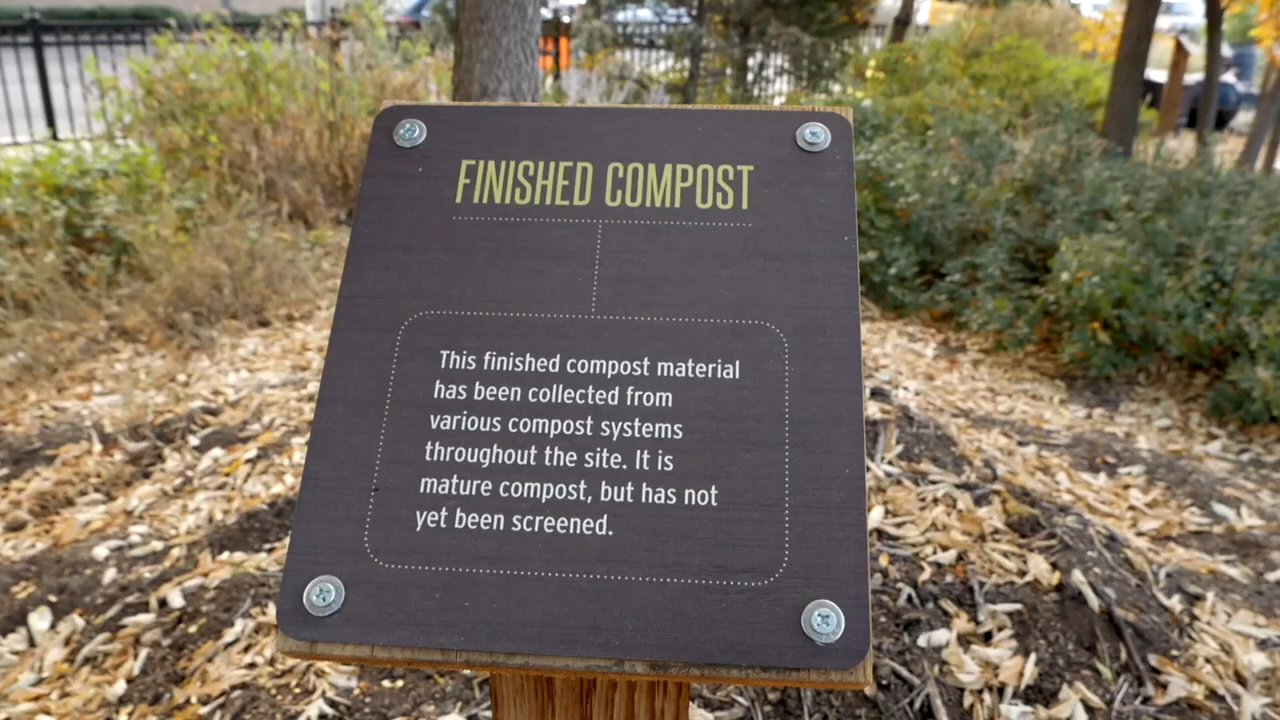 FINISHED COMPOST
This finished compost material
has been collected from
various compost systems
throughout the site. It is
mature compost, but has not
yet been screened.